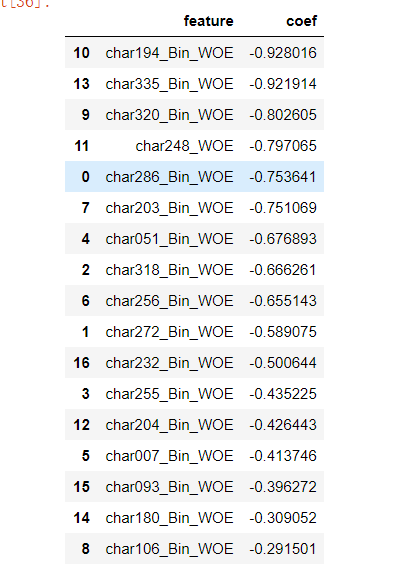 t[36]:
feature coef
10 char194_Bin_WOE -0.928016
13 char335_Bin_WOE -0.921914
9 char320_Bin_WOE -0.802605
11 char248_WOE -0.797065
0 char286_Bin_WOE -0.753641
7 char203_Bin_WOE -0.751069
4 char051_Bin_WOE -0.676893
2 char318_Bin_WOE -0.666261
6 char256_Bin_WOE -0.655143
1 char272_Bin_WOE -0.589075
16 char232_Bin_WOE -0.500644
3 char255_Bin_WOE -0.435225
12 char204_Bin_WOE -0.426443
5 char007_Bin_WOE -0.413746
15 char093_Bin_WOE -0.396272
14 char180_Bin_WOE -0.309052
8 char106_Bin_WOE -0.291501